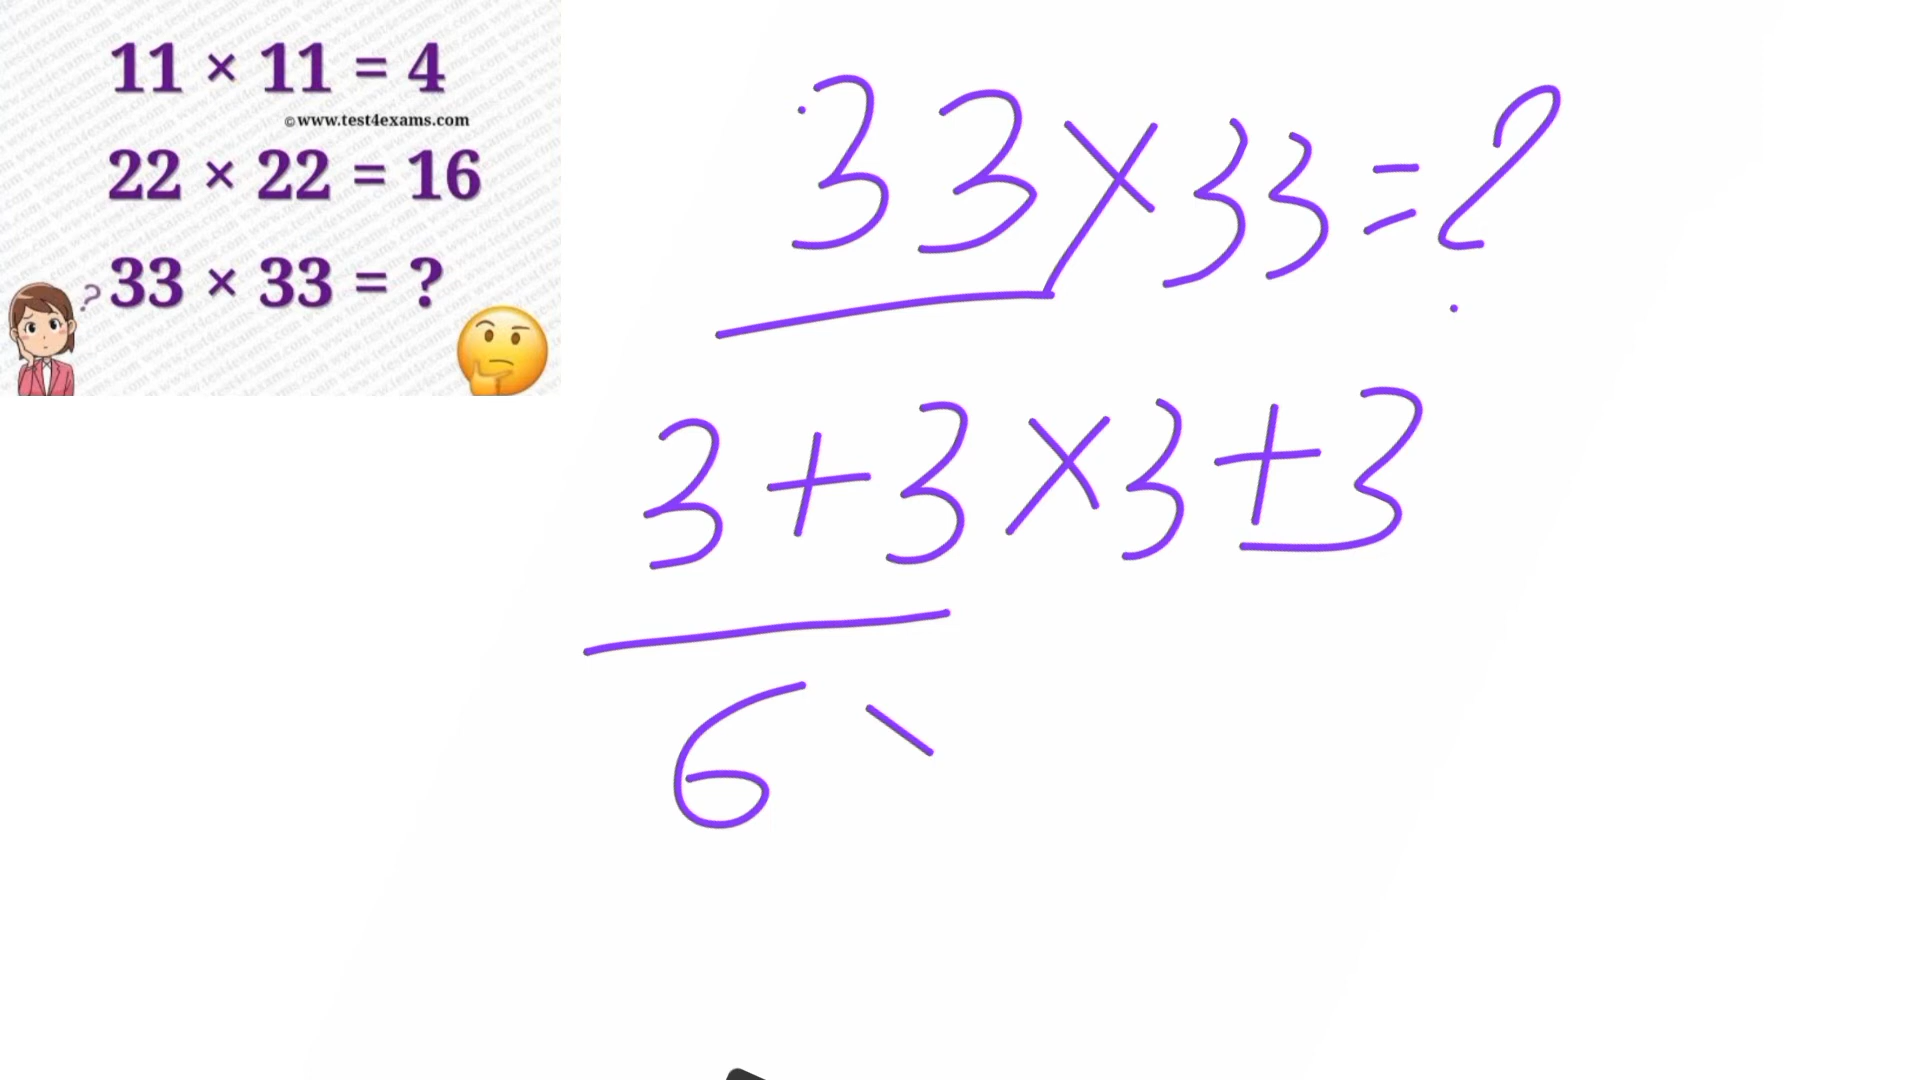 11 × 11 = 4
©www.test4exams.com
22 × 22 = 16
33 × 33 = ?
?
33×33=?
3+3×3+3
6